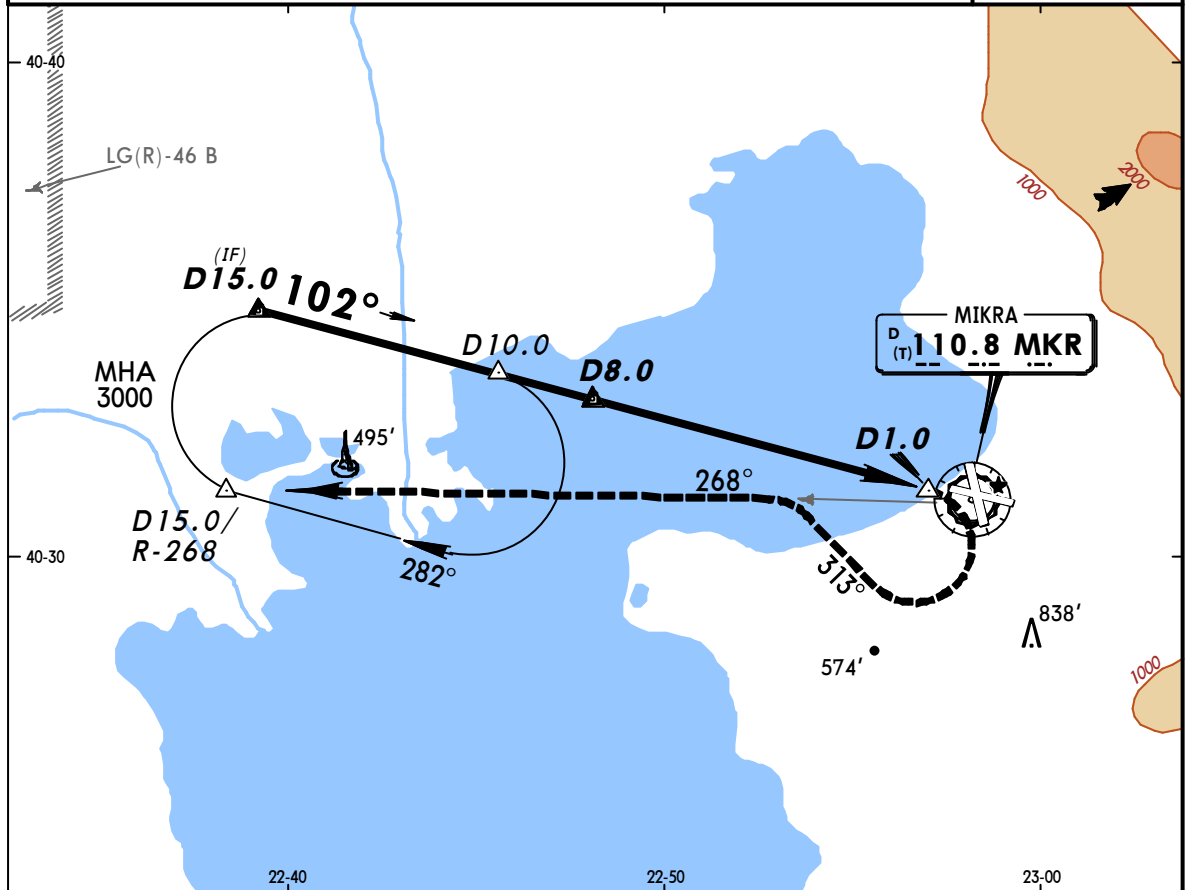 40-40
LG(R)-46 B
1000
2000
(IF)
D15.0
102°
MIKRA
D
(T)
110.8 MKR
D10.0
MHA
3000
D8.0
495'
D1.0
268°
D15.0
R-268
40-30
282°
313°
838'
574'
1000
22-40
22-50
23-00